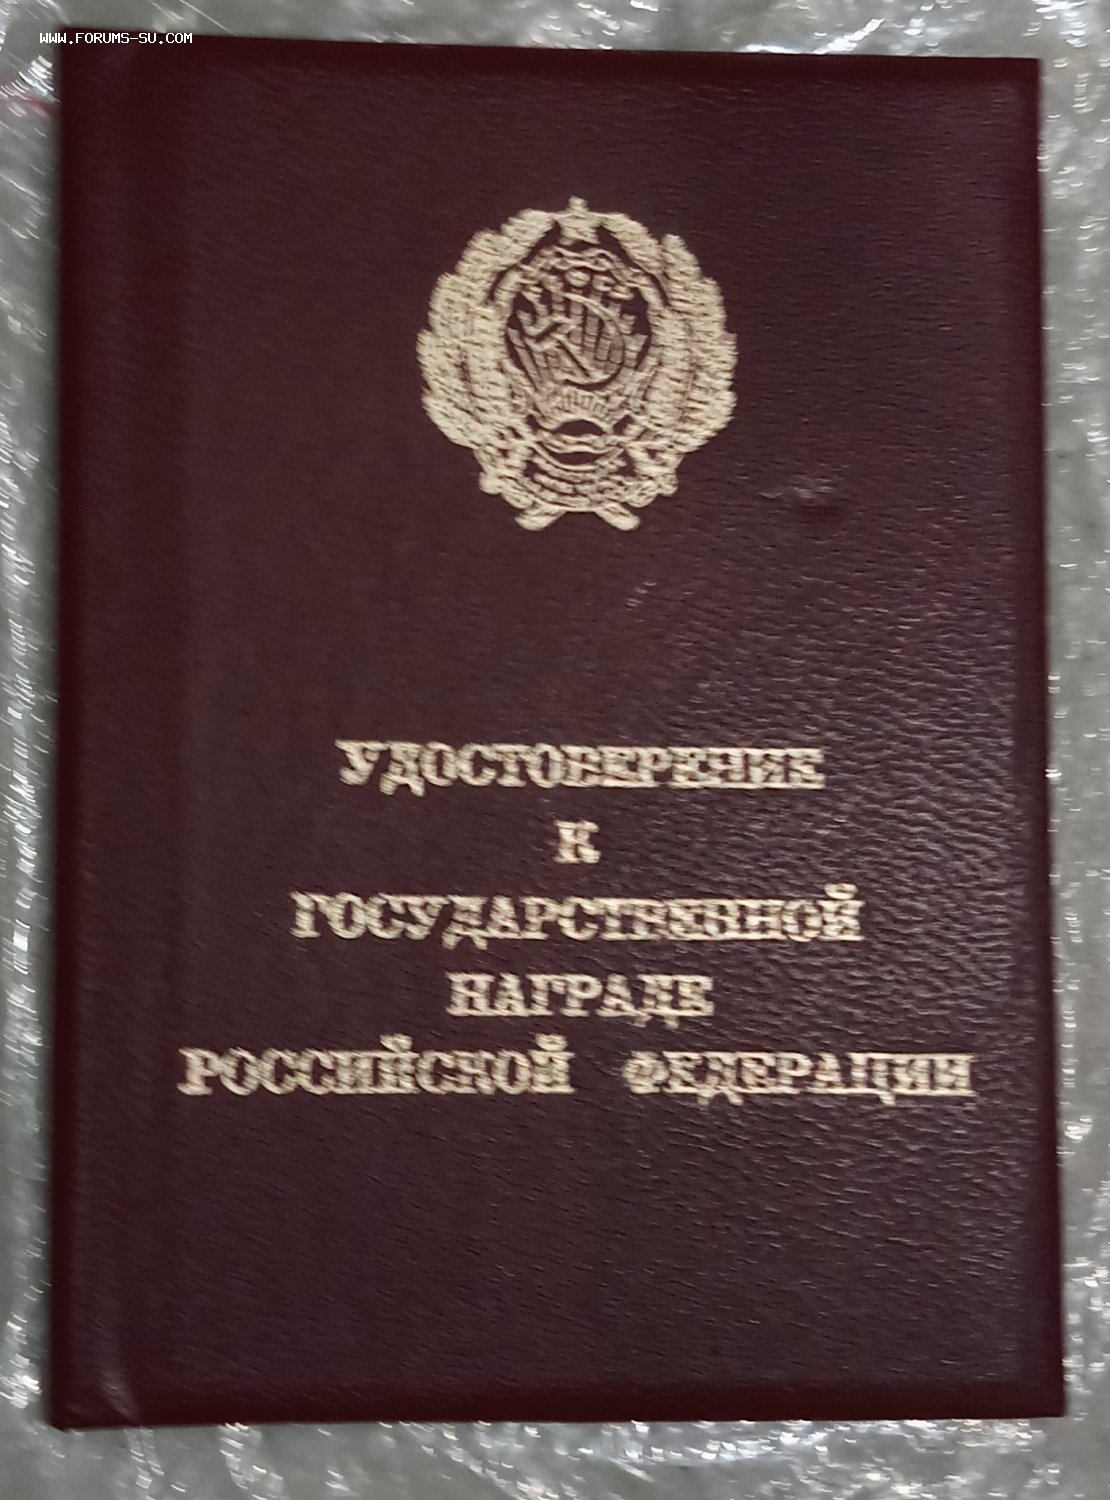 WWW.FORUMS-SU.COM
УДОСТОВЕРЕНИЕ
К
ГОСУДАРСТВЕННОЙ
НАГРАДЕ
РОССИЙСКОЙ ФЕДЕРАЦИИ